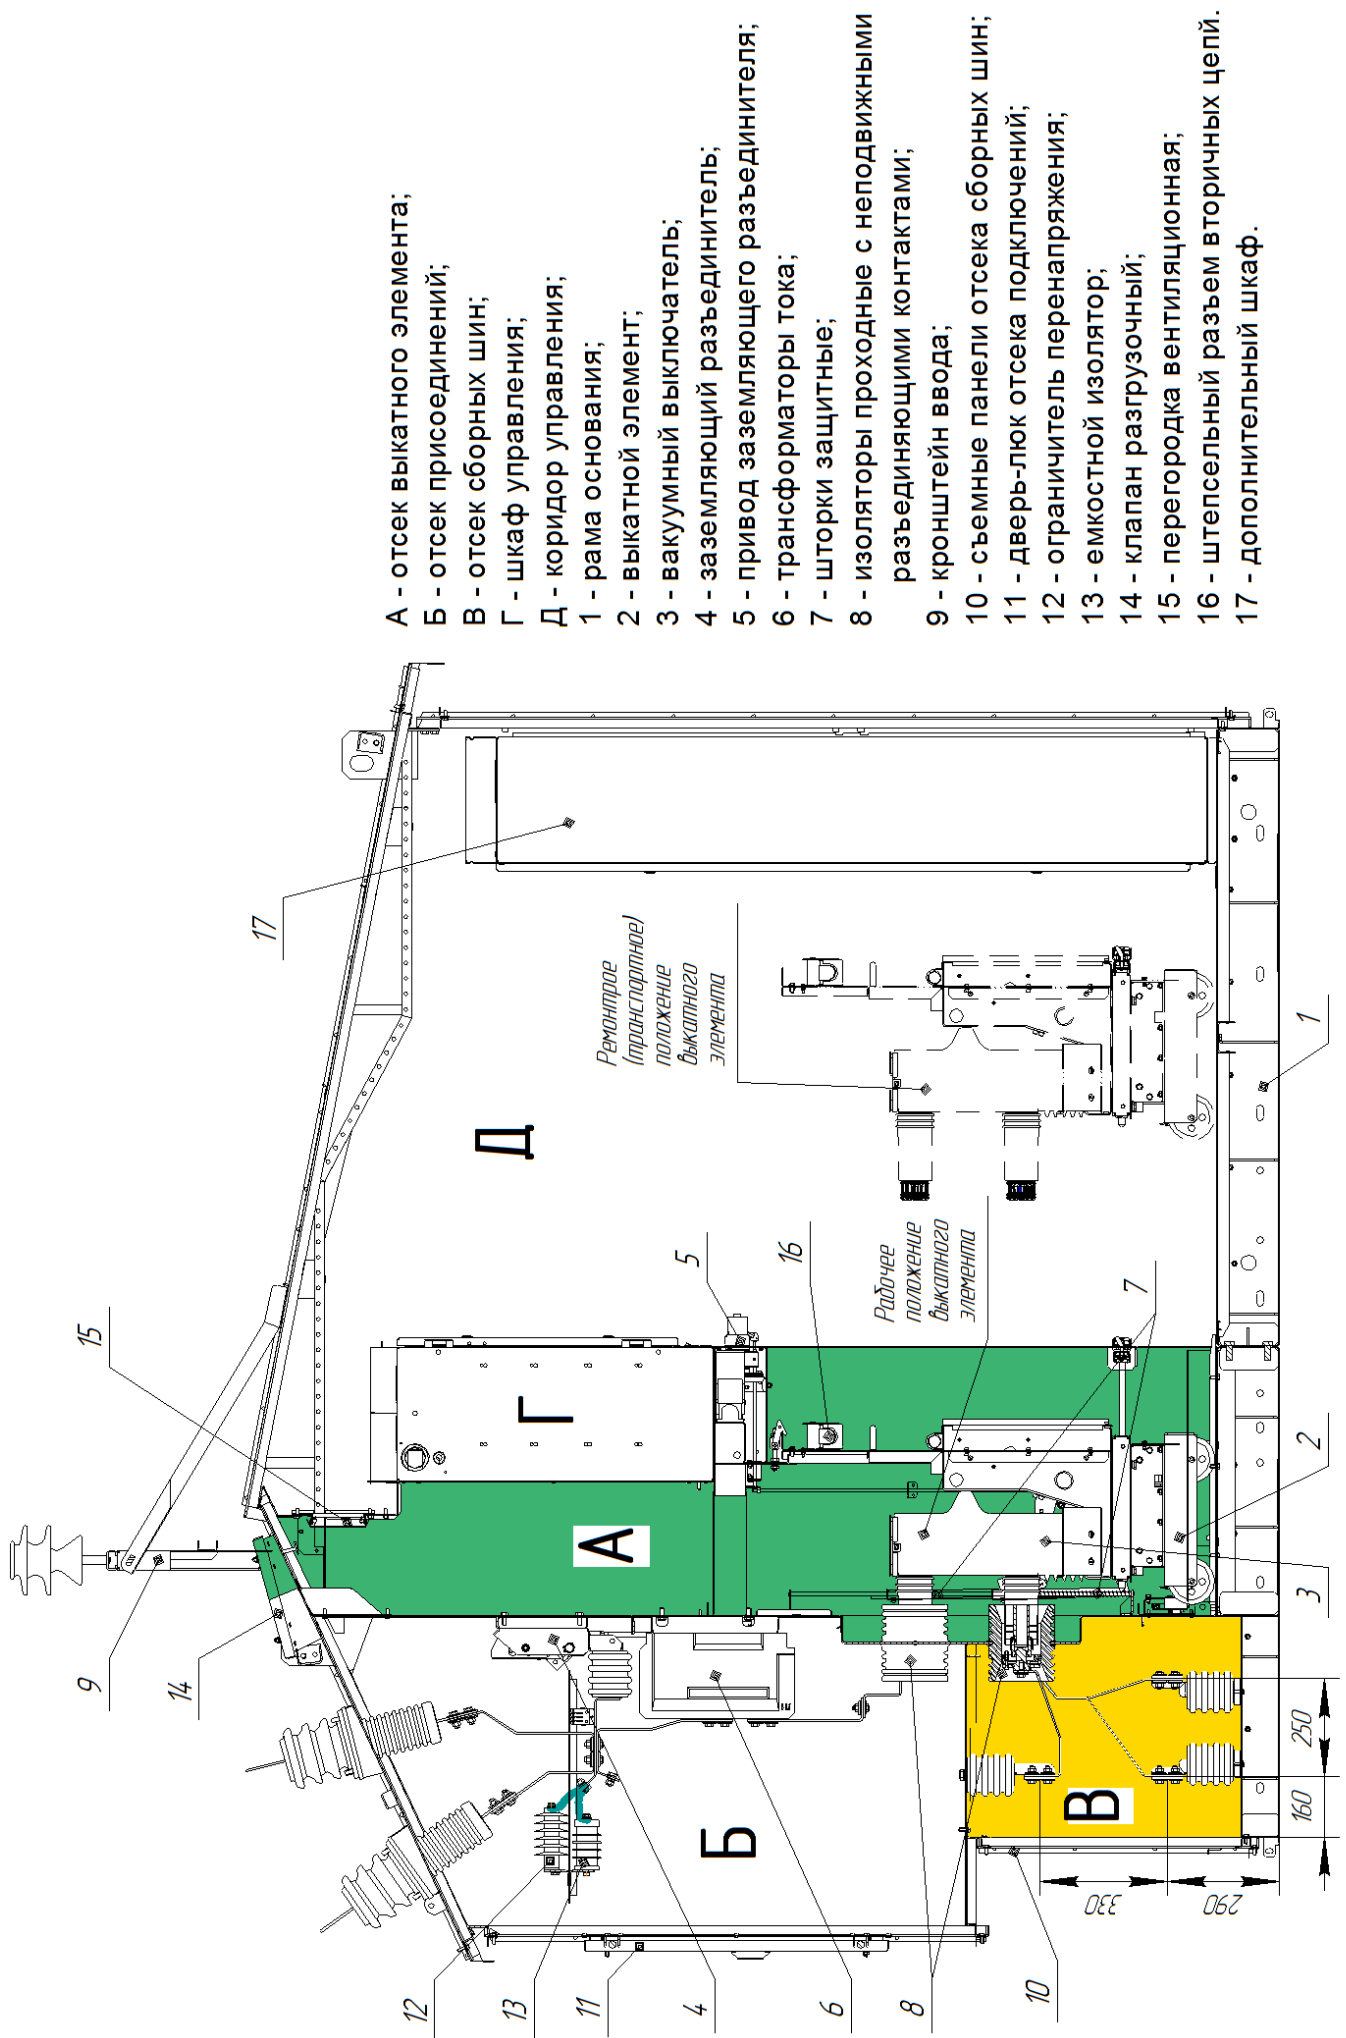 А - отсек выкатного элемента;
Б - отсек присоединений;
В - отсек сборных шин;
Г - шкаф управления;
Д - коридор управления;
1 - рама основания;
2 - выкатной элемент;
3 - вакуумный выключатель;
4 - заземляющий разъединитель;
5 - привод заземляющего разъединителя;
6 - трансформаторы тока;
7 - шторки защитные;
8 - изоляторы проходные с неподвижными
разъединяющими контактами;
9 - кронштейн ввода;
10 - съемные панели отсека сборных шин;
11 - дверь-люк отсека подключений;
12 - ограничитель перенапряжения;
13 - емкостной изолятор;
14 - клапан разгрузочный;
15 - перегородка вентиляционная;
16 - штепсельный разъем вторичных цепй.
17 - дополнительный шкаф.
9
14
15
17
12
13
11
4
6
8
10
Б
А
Г
Д
В
5
16
Рабочее
положение
выкатного
элемента
7
Ремонтрое
(транспортное)
положение
выкатного
элемента
1
2
3
250
160
330
290